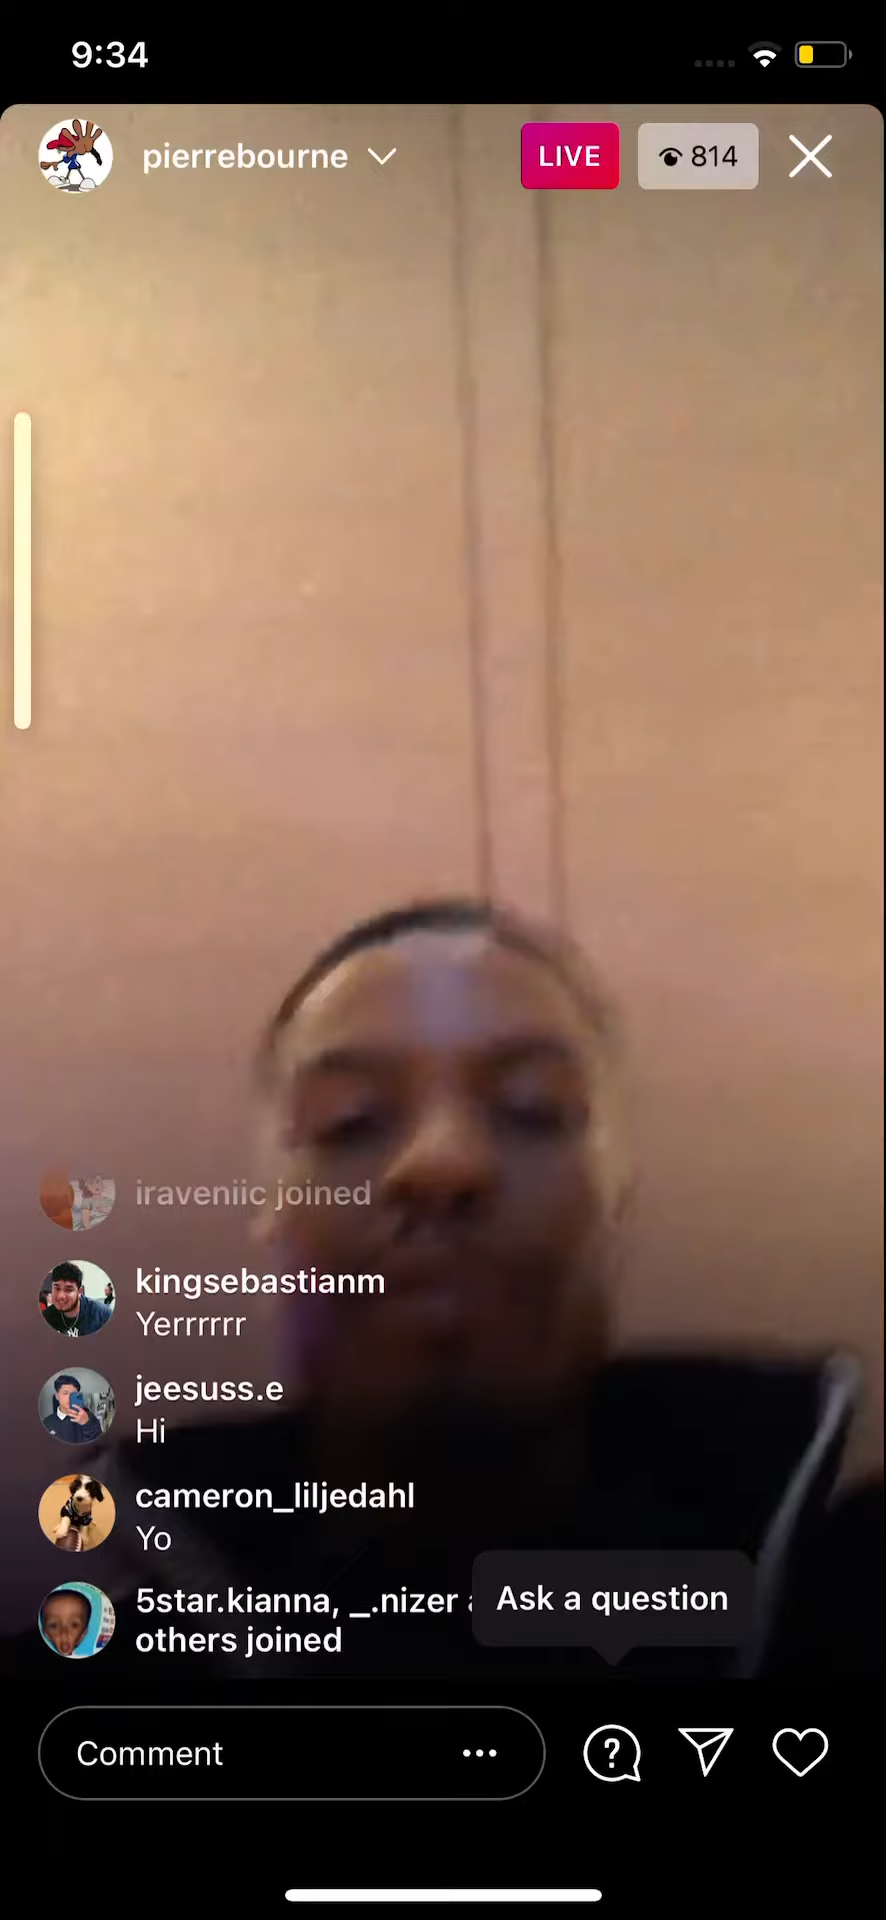 9:34
pierrebourne
LIVE
814
iraveniic joined
kingsebastianm
Yerrrrrr
jeesuss.e
Hi
cameron_liljedahl
Yo
5star.kianna, _.nizer
others joined
Ask a question
Comment